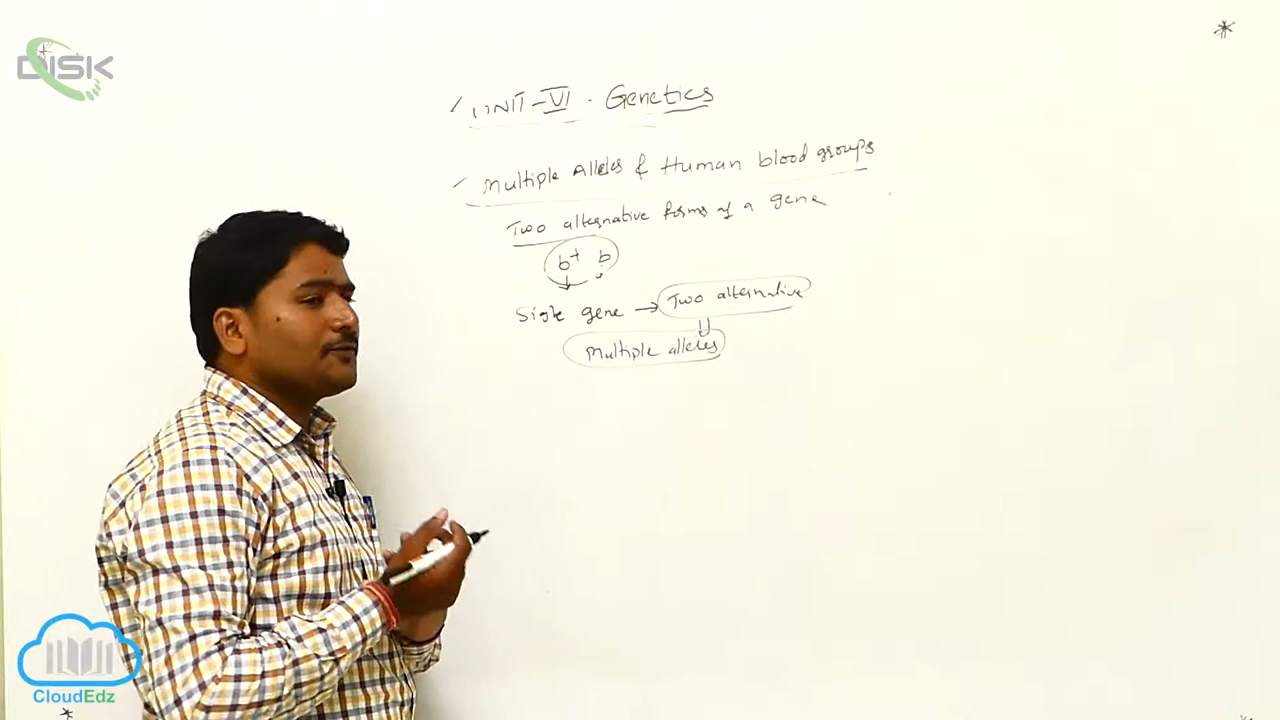 DISK
UNIT-VI. Genetics
Multiple Alleles & Human blood groups
Two alternative forms of a gene
b+ b
Sigle gene → Two alternative
Multiple alleles
CloudEdz